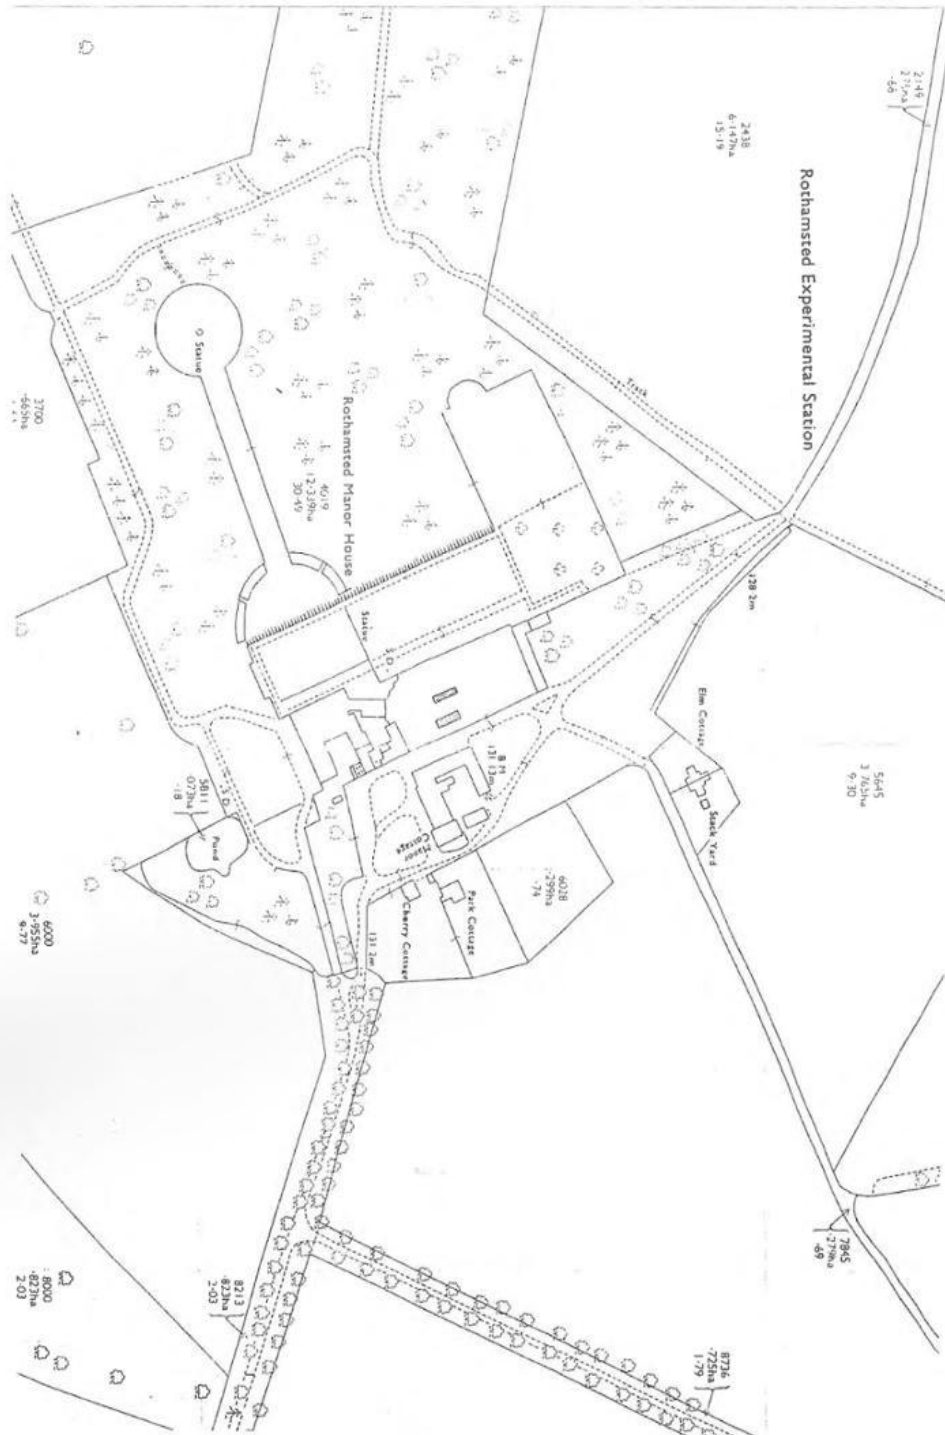 2149
-68
2438
6·147ha
15·19
Rothamsted Experimental Station
Track
Statue
Rothamsted Manor House
4019
12·339ha
30·49
3700
·665ha
Statue
S D
128 2m
Elm Cottage
Stack Yard
5645
3 765ha
9·30
B M
131 13m
Manor
Cottage
6028
·299ha
·74
Park Cottage
Cherry Cottage
131 2m
S D
5811
·073ha
·18
Pond
6000
3·955ha
9·77
7845
·279ha
·69
8213
·823ha
2·03
8000
·823ha
2·03
8736
·725ha
1·79